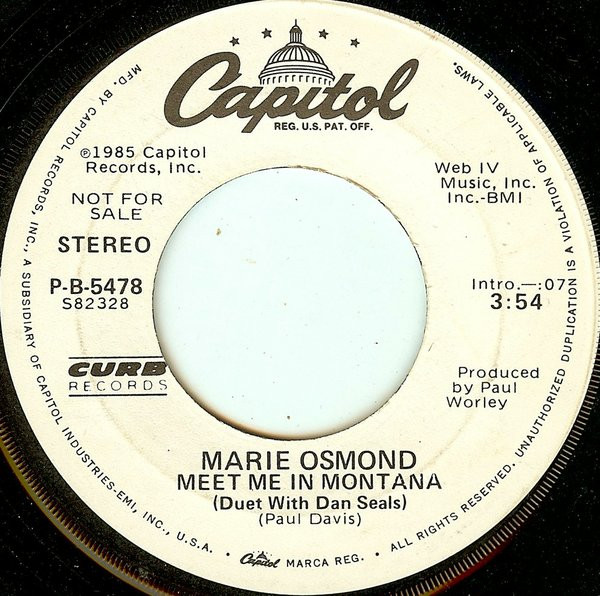 Capitol
REG. U.S. PAT. OFF.
℗1985 Capitol
Records, Inc.
NOT FOR
SALE
STEREO
P-B-5478
S82328
CURB
RECORDS
Web IV
Music, Inc.
Inc.-BMI
Intro.—:07
3:54
Produced
by Paul
Worley
MARIE OSMOND
MEET ME IN MONTANA
(Duet With Dan Seals)
(Paul Davis)
MFD. BY CAPITOL RECORDS, INC., A SUBSIDIARY OF CAPITOL INDUSTRIES-EMI, INC., U.S.A. • Capitol MARCA REG. • ALL RIGHTS RESERVED. UNAUTHORIZED DUPLICATION IS A VIOLATION OF APPLICABLE LAWS.